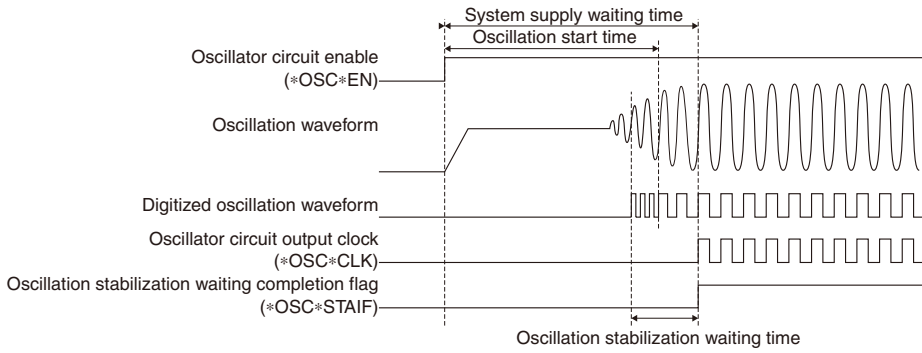 System supply waiting time
Oscillation start time
Oscillator circuit enable
(*OSC*EN)
Oscillation waveform
Digitized oscillation waveform
Oscillator circuit output clock
(*OSC*CLK)
Oscillation stabilization waiting completion flag
(*OSC*STAIF)
Oscillation stabilization waiting time